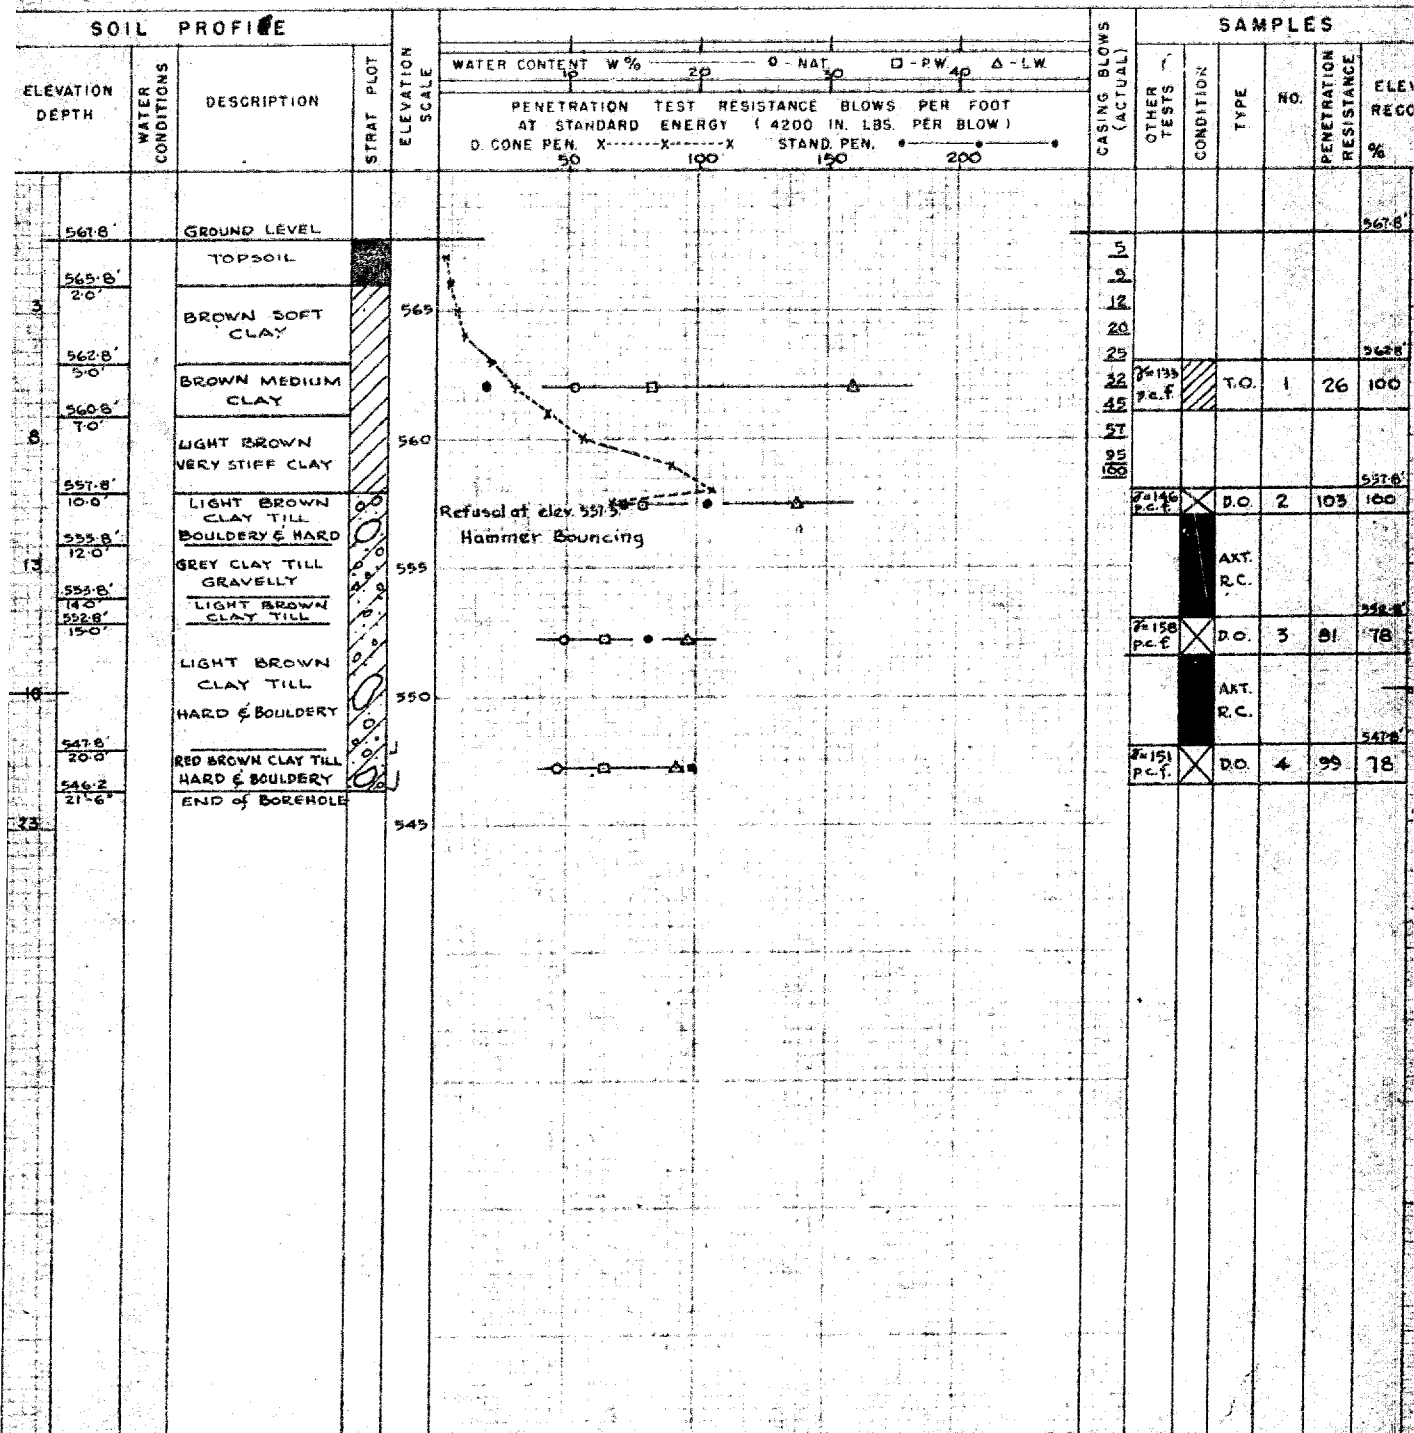 SOIL PROFILE
SAMPLES
ELEVATION
DEPTH
WATER
CONDITIONS
DESCRIPTION
STRAT PLOT
ELEVATION
SCALE
WATER CONTENT W% O - NAT. □ - P.W. Δ - L.W.
10 20 30 40
PENETRATION TEST RESISTANCE BLOWS PER FOOT
AT STANDARD ENERGY ( 4200 IN. LBS. PER BLOW )
D. CONE PEN. X------X------X STAND. PEN.
50 100 150 200
CASING BLOWS
(ACTUAL)
OTHER
TESTS
CONDITION
TYPE
NO.
PENETRATION
RESISTANCE
ELEV
RECO
%
567.8' GROUND LEVEL 567.8'
TOPSOIL 5
565.8'
2.0'
9
3
BROWN SOFT
CLAY
565
12
20
25
562.8'
5.0'
562.8'
BROWN MEDIUM
CLAY
32
45
γ=133
p.c.f.
T.O. 1 26 100
560.8'
7.0'
8
LIGHT BROWN
VERY STIFF CLAY
560
57
95
100
557.8'
10.0'
557.8'
LIGHT BROWN
CLAY TILL
BOULDERY & HARD
Refusal at elev. 557.5'
Hammer Bouncing
γ=146
p.c.f.
D.O. 2 103 100
555.8'
12.0'
13
GREY CLAY TILL
GRAVELLY
555
AXT.
R.C.
553.8'
14.0'
LIGHT BROWN
CLAY TILL
552.8'
15.0'
552.8'
γ=158
p.c.f.
D.O. 3 81 78
LIGHT BROWN
CLAY TILL
HARD & BOULDERY
18
550
AXT.
R.C.
547.8'
20.0'
547.8'
RED BROWN CLAY TILL
HARD & BOULDERY
γ=151
p.c.f.
D.O. 4 99 78
546.2
21'-6"
END of BOREHOLE
23
545